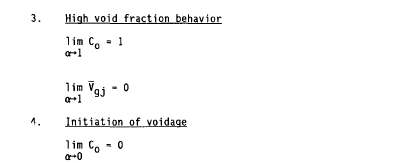 3. High void fraction behavior
lim C₀ = 1
α→1
lim V̄gj = 0
α→1
4. Initiation of voidage
lim C₀ = 0
α→0